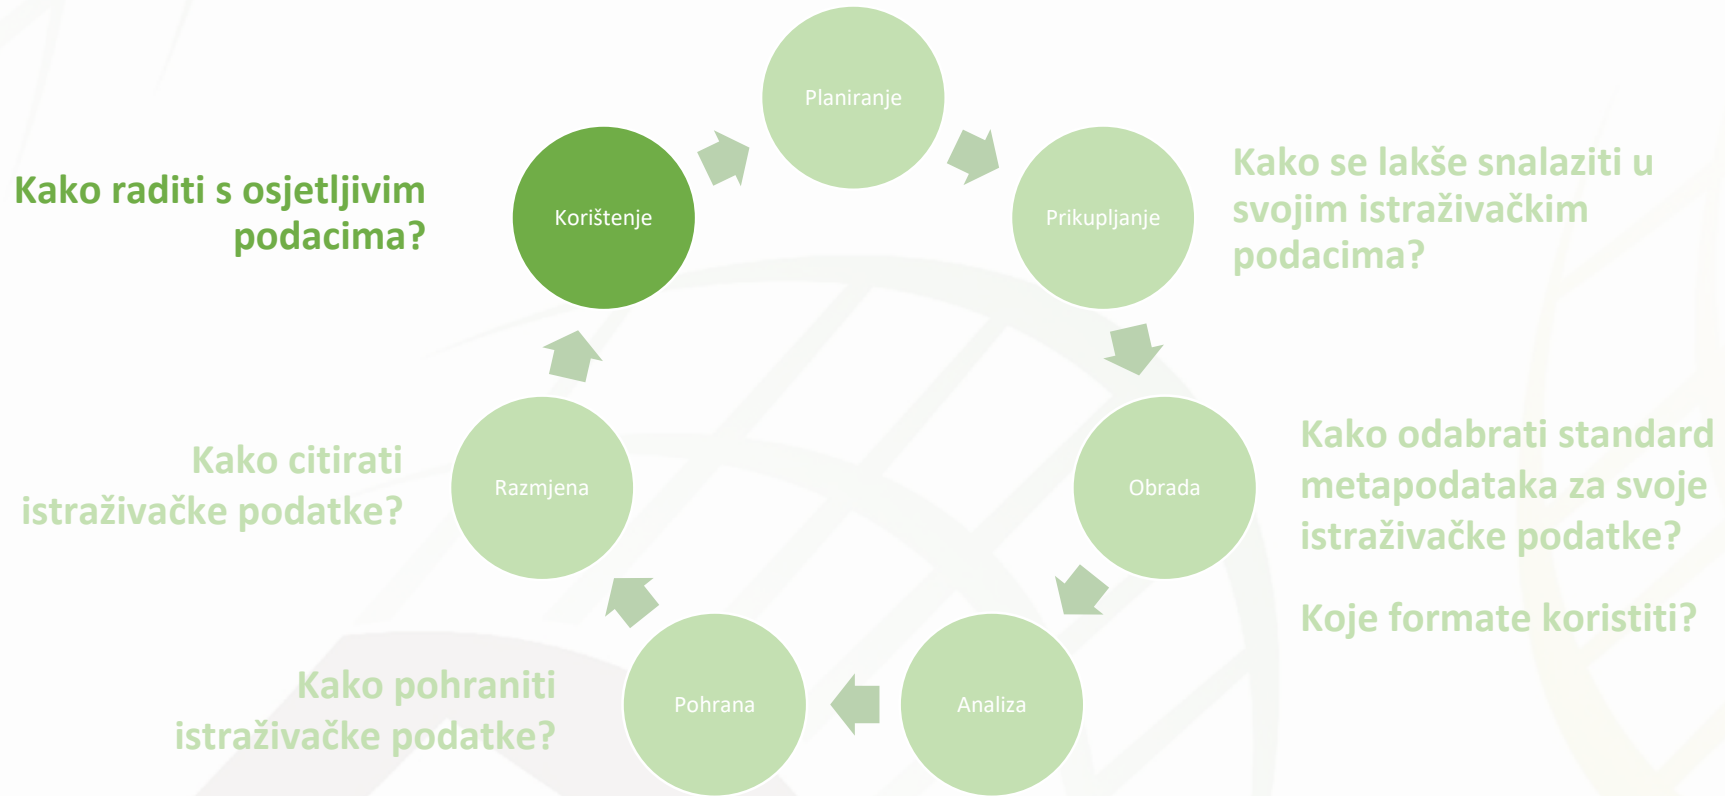 Planiranje
Kako raditi s osjetljivim
podacima?
Korištenje
Prikupljanje
Kako se lakše snalaziti u
svojim istraživačkim
podacima?
Kako citirati
istraživačke podatke?
Razmjena
Obrada
Kako odabrati standard
metapodataka za svoje
istraživačke podatke?
Koje formate koristiti?
Kako pohraniti
istraživačke podatke?
Pohrana
Analiza